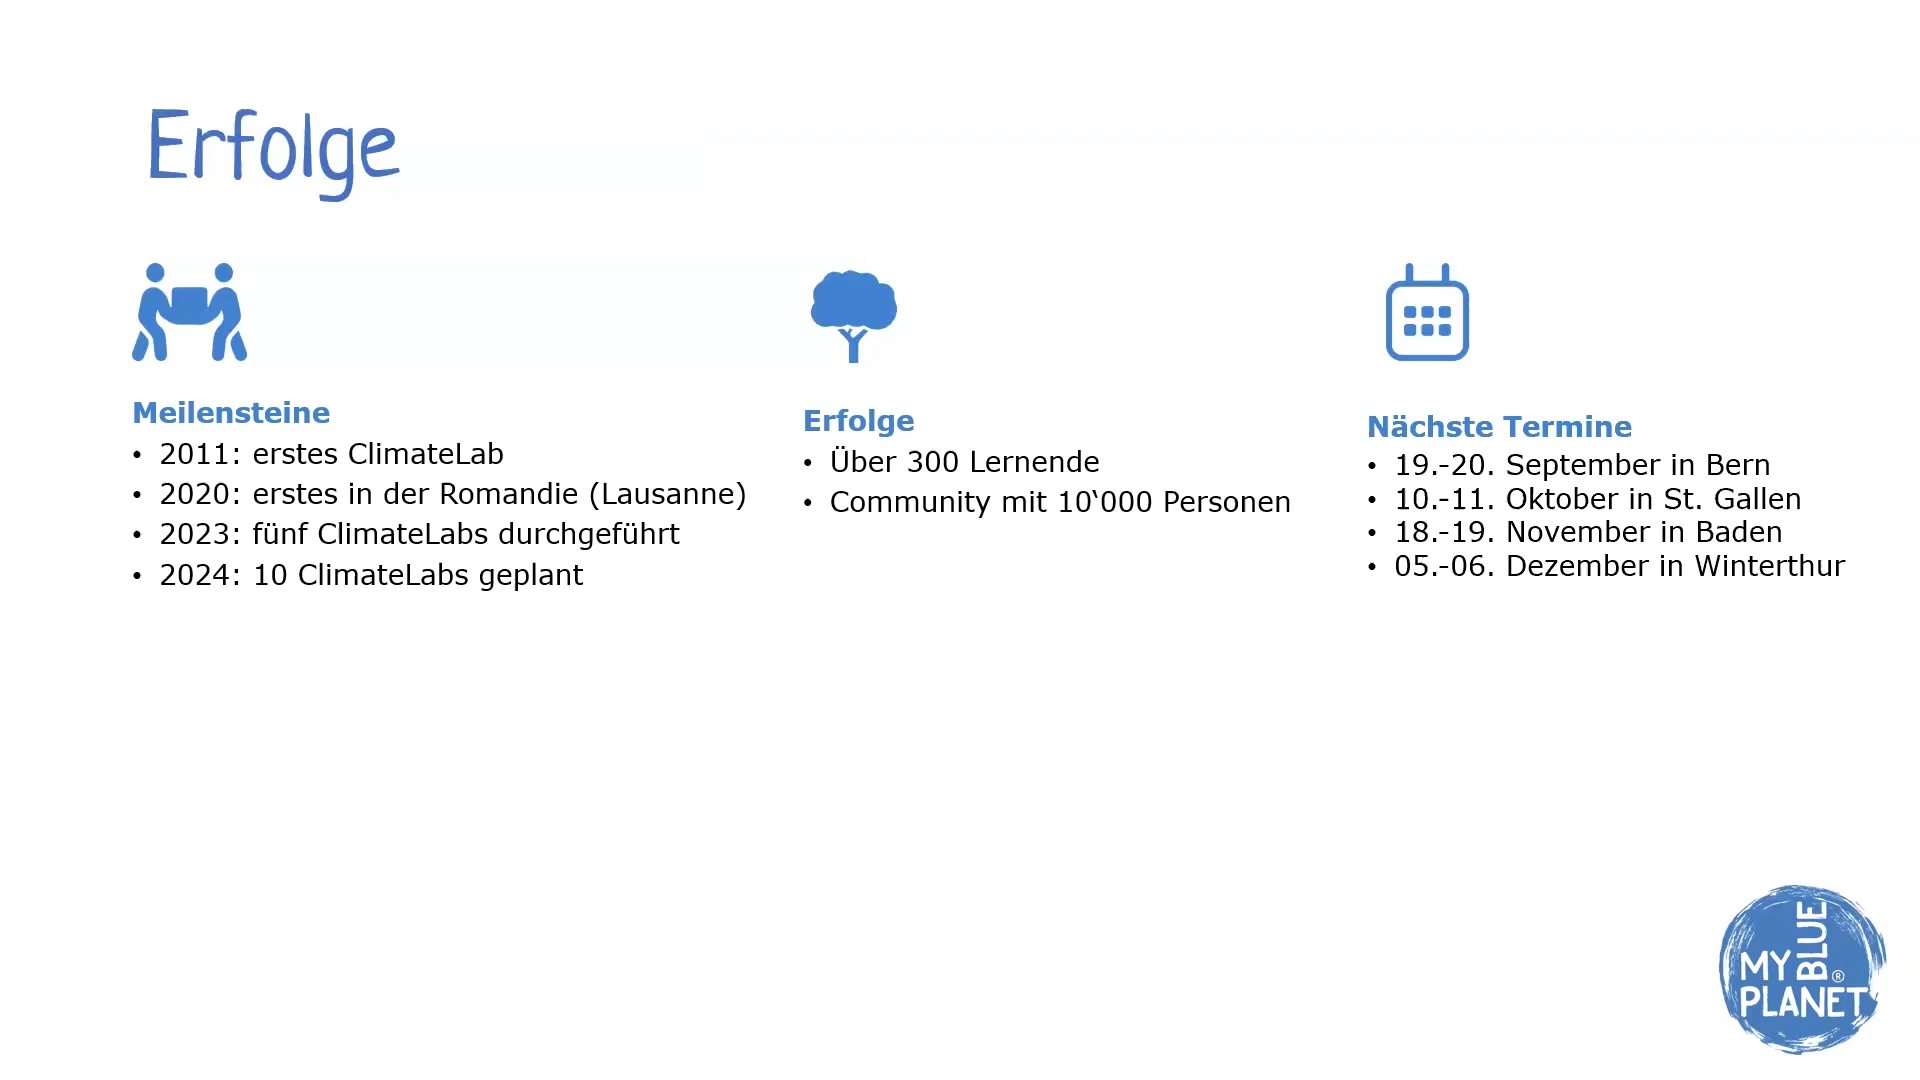 Erfolge
Meilensteine
• 2011: erstes ClimateLab
• 2020: erstes in der Romandie (Lausanne)
• 2023: fünf ClimateLabs durchgeführt
• 2024: 10 ClimateLabs geplant
Erfolge
• Über 300 Lernende
• Community mit 10‘000 Personen
Nächste Termine
• 19.-20. September in Bern
• 10.-11. Oktober in St. Gallen
• 18.-19. November in Baden
• 05.-06. Dezember in Winterthur
MY BLUE ®
PLANET